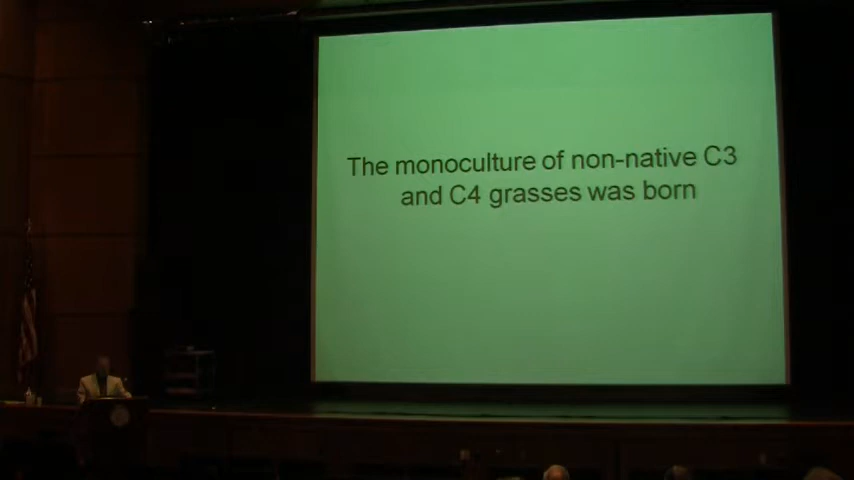 The monoculture of non-native C3
and C4 grasses was born